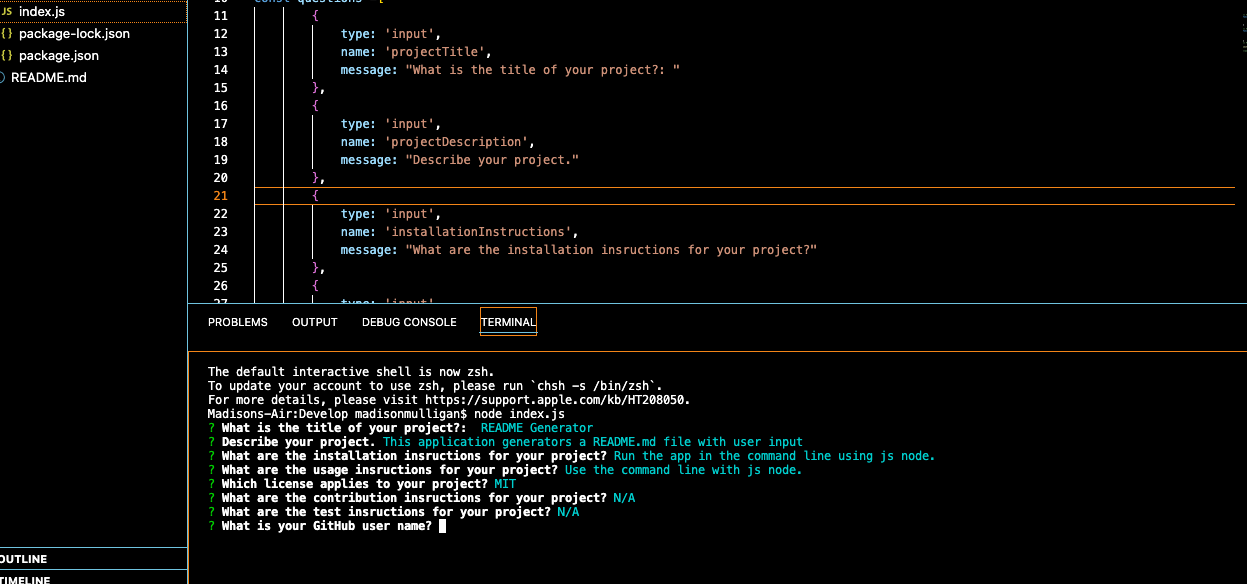 JS index.js
{} package-lock.json
{} package.json
README.md
10 const questions = [
11 {
12 type: 'input',
13 name: 'projectTitle',
14 message: "What is the title of your project?: "
15 },
16 {
17 type: 'input',
18 name: 'projectDescription',
19 message: "Describe your project."
20 },
21 {
22 type: 'input',
23 name: 'installationInstructions',
24 message: "What are the installation insructions for your project?"
25 },
26 {
27 type: 'input'
PROBLEMS OUTPUT DEBUG CONSOLE TERMINAL
The default interactive shell is now zsh.
To update your account to use zsh, please run `chsh -s /bin/zsh`.
For more details, please visit https://support.apple.com/kb/HT208050.
Madisons-Air:Develop madisonmulligan$ node index.js
? What is the title of your project?:  README Generator
? Describe your project. This application generators a README.md file with user input
? What are the installation insructions for your project? Run the app in the command line using js node.
? What are the usage insructions for your project? Use the command line with js node.
? Which license applies to your project? MIT
? What are the contribution insructions for your project? N/A
? What are the test insructions for your project? N/A
? What is your GitHub user name?
OUTLINE
TIMELINE